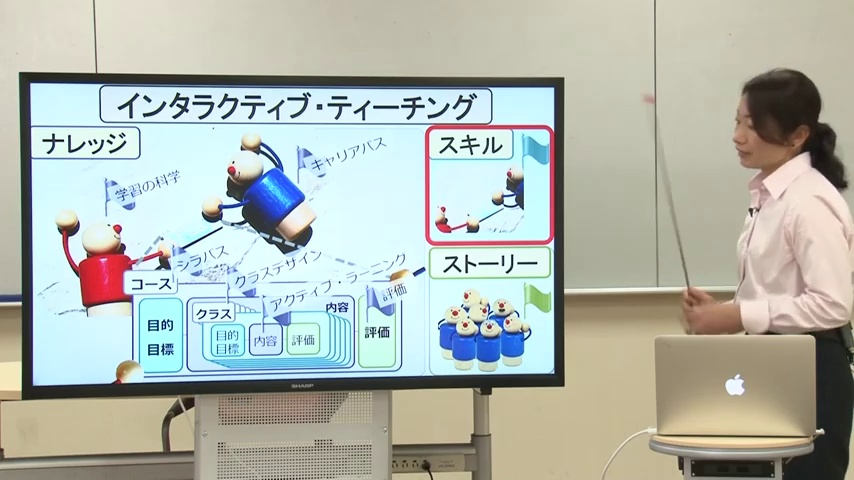 インタラクティブ・ティーチング
ナレッジ
スキル
キャリアパス
学習の科学
シラバス
クラスデザイン
アクティブ・ラーニング
評価
ストーリー
コース
目的
目標
クラス
内容
目的
目標
内容
評価
評価
SHARP